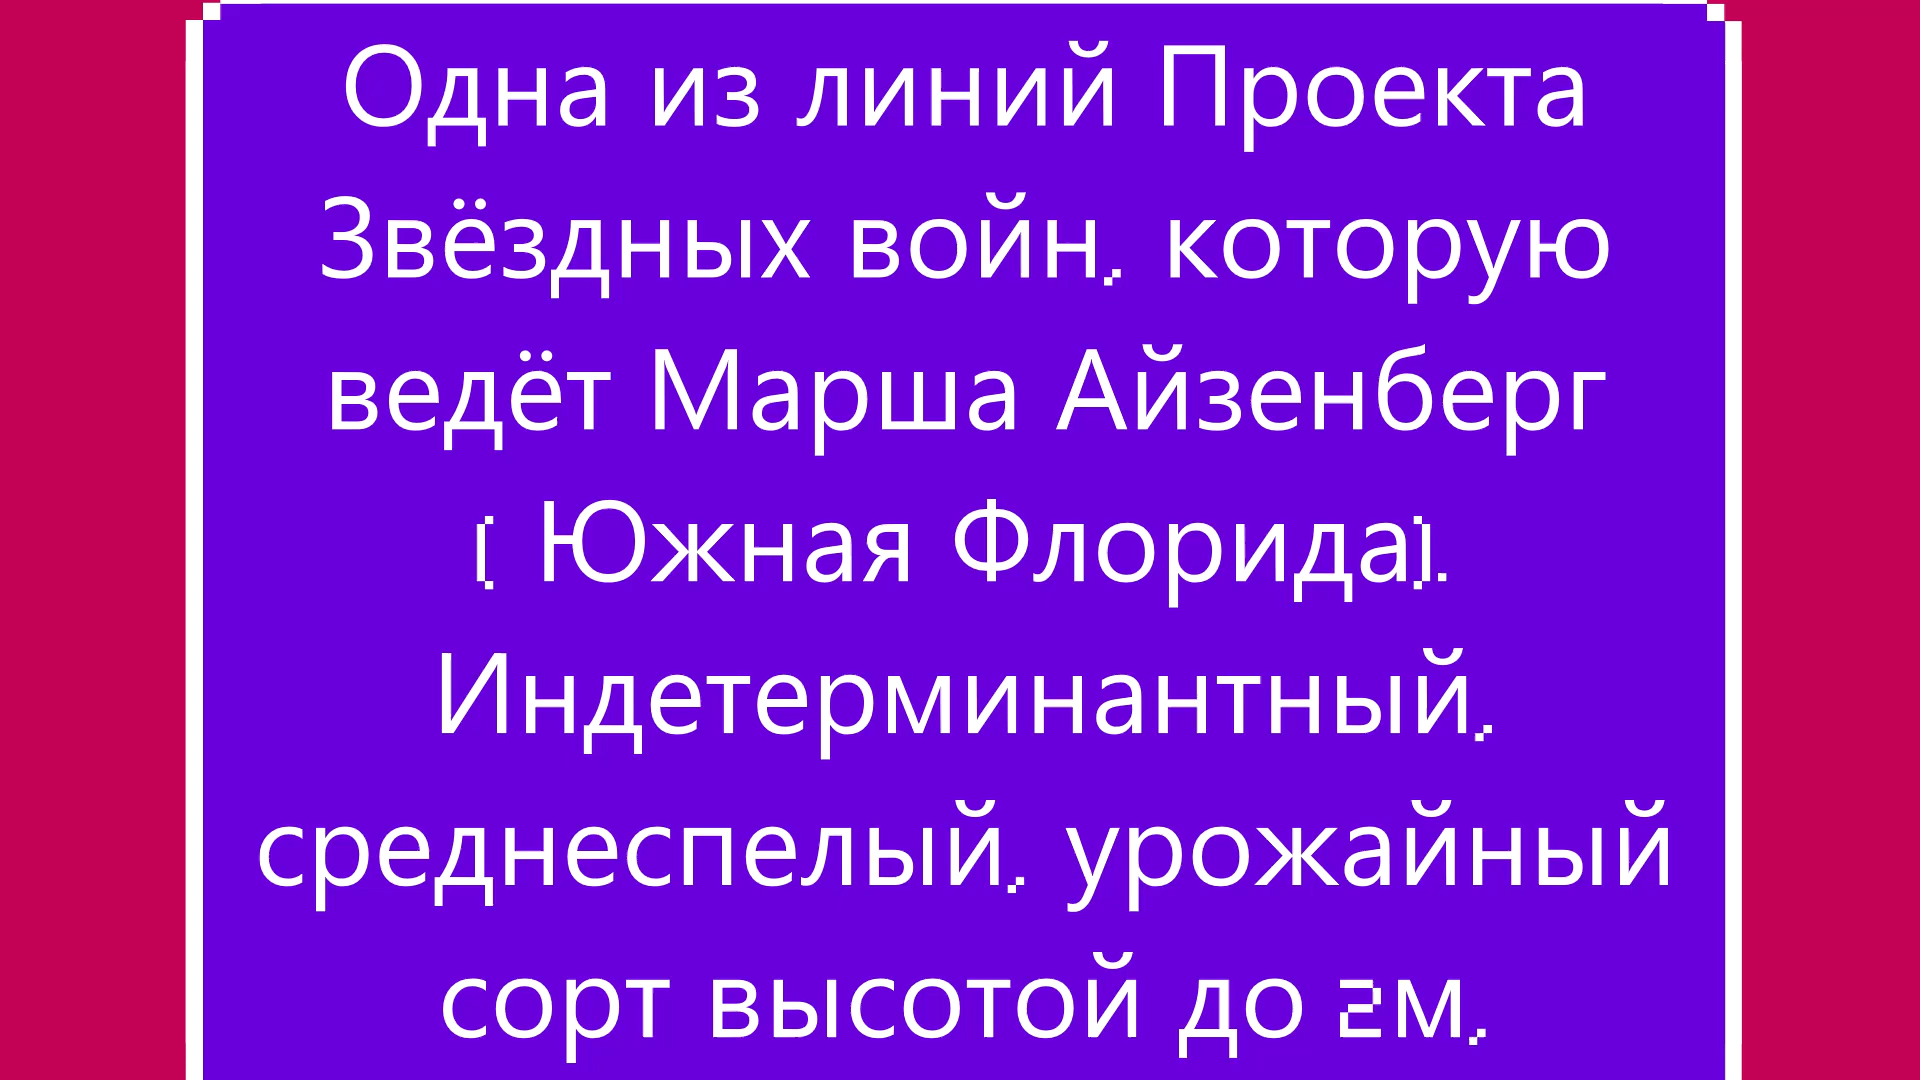 Одна из линий Проекта
Звёздных войн, которую
ведёт Марша Айзенберг
( Южная Флорида).
Индетерминантный,
среднеспелый, урожайный
сорт высотой до 2м,